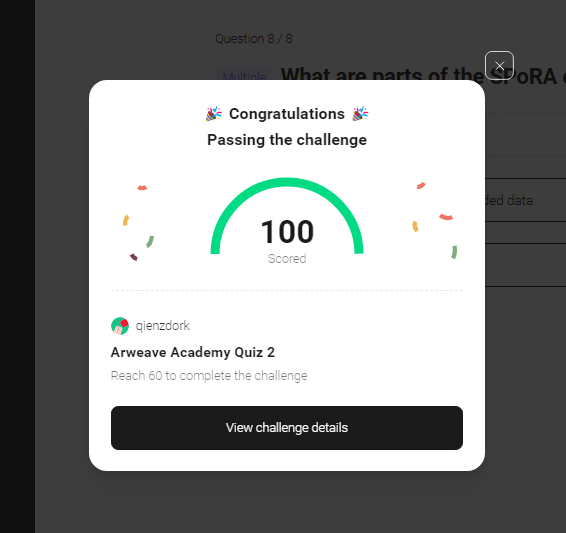 Question 8 / 8
Multiple What are parts of the SPoRA
🎉 Congratulations 🎉
Passing the challenge
ded data
100
Scored
qienzdork
Arweave Academy Quiz 2
Reach 60 to complete the challenge
View challenge details